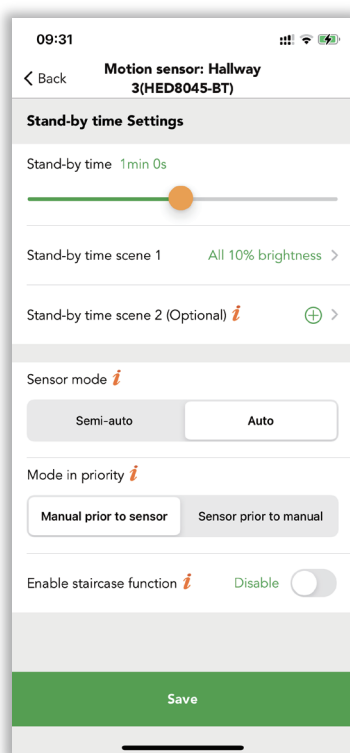 09:31
Back
Motion sensor: Hallway
3(HED8045-BT)
Stand-by time Settings
Stand-by time 1min 0s
Stand-by time scene 1 All 10% brightness
Stand-by time scene 2 (Optional) i
Sensor mode i
Semi-auto Auto
Mode in priority i
Manual prior to sensor Sensor prior to manual
Enable staircase function i Disable
Save